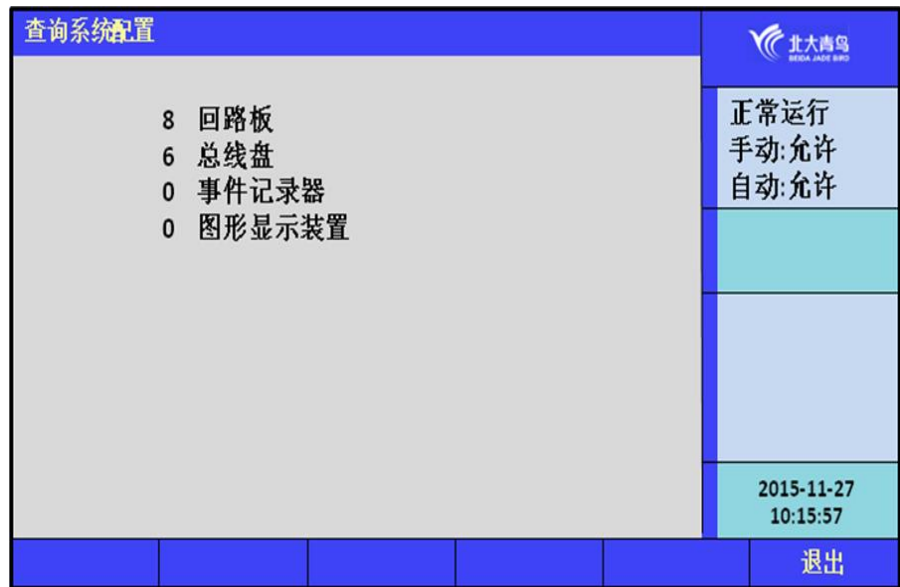 查询系统配置
8 回路板
6 总线盘
0 事件记录器
0 图形显示装置
北大青鸟
BEIDA JADE BIRD
正常运行
手动:允许
自动:允许
2015-11-27
10:15:57
退出